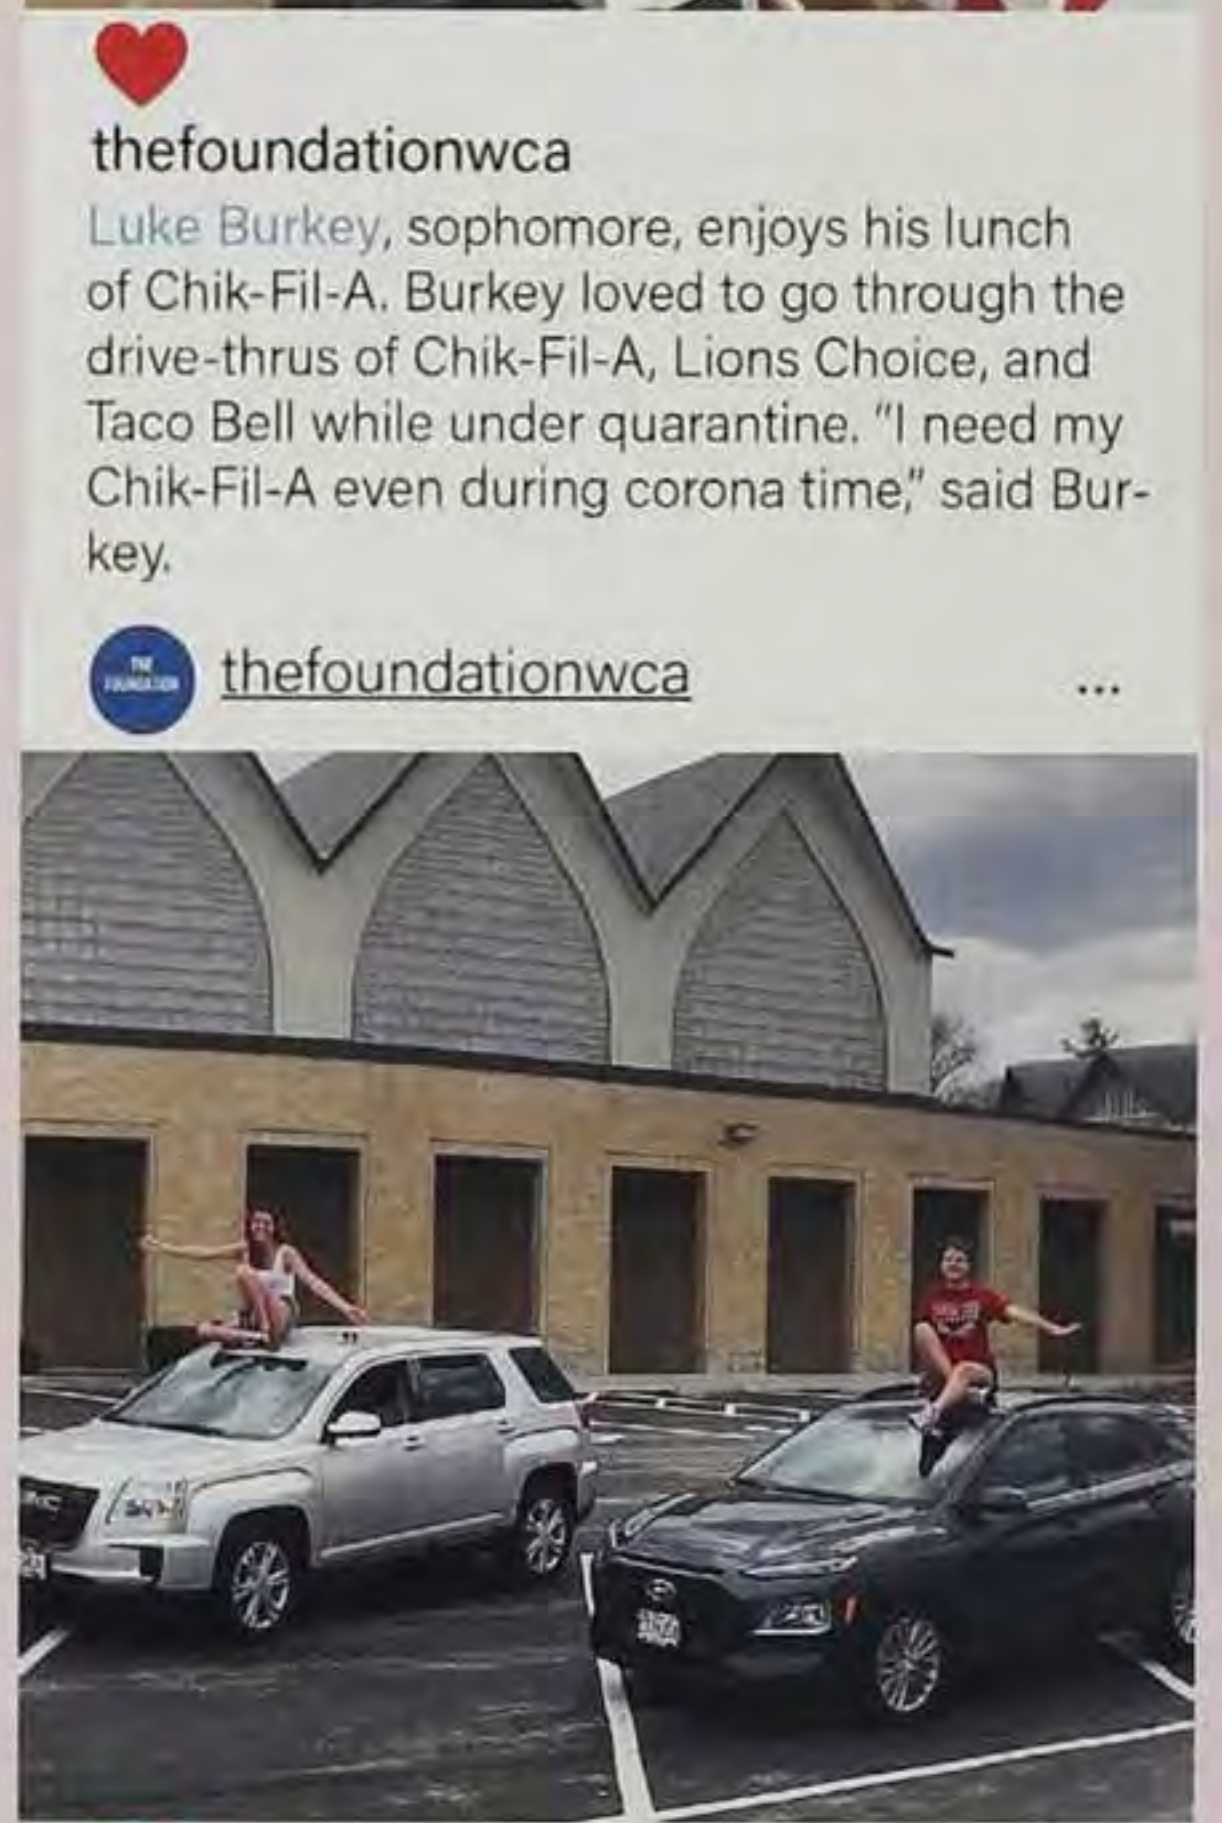 thefoundationwca
Luke Burkey, sophomore, enjoys his lunch
of Chik-Fil-A. Burkey loved to go through the
drive-thrus of Chik-Fil-A, Lions Choice, and
Taco Bell while under quarantine. “I need my
Chik-Fil-A even during corona time,” said Bur-
key.
THE
FOUNDATION
thefoundationwca
...